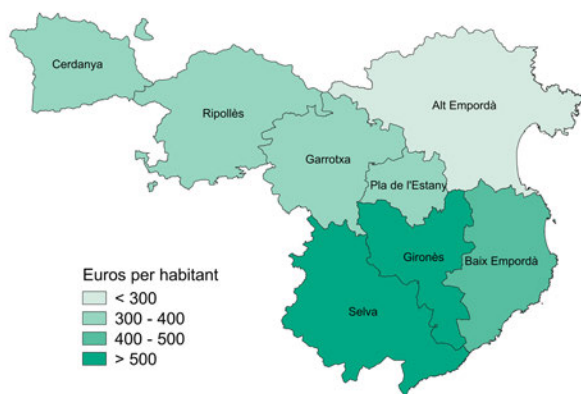 Cerdanya
Ripollès
Alt Empordà
Garrotxa
Pla de l'Estany
Gironès
Baix Empordà
Selva
Euros per habitant
< 300
300 - 400
400 - 500
> 500